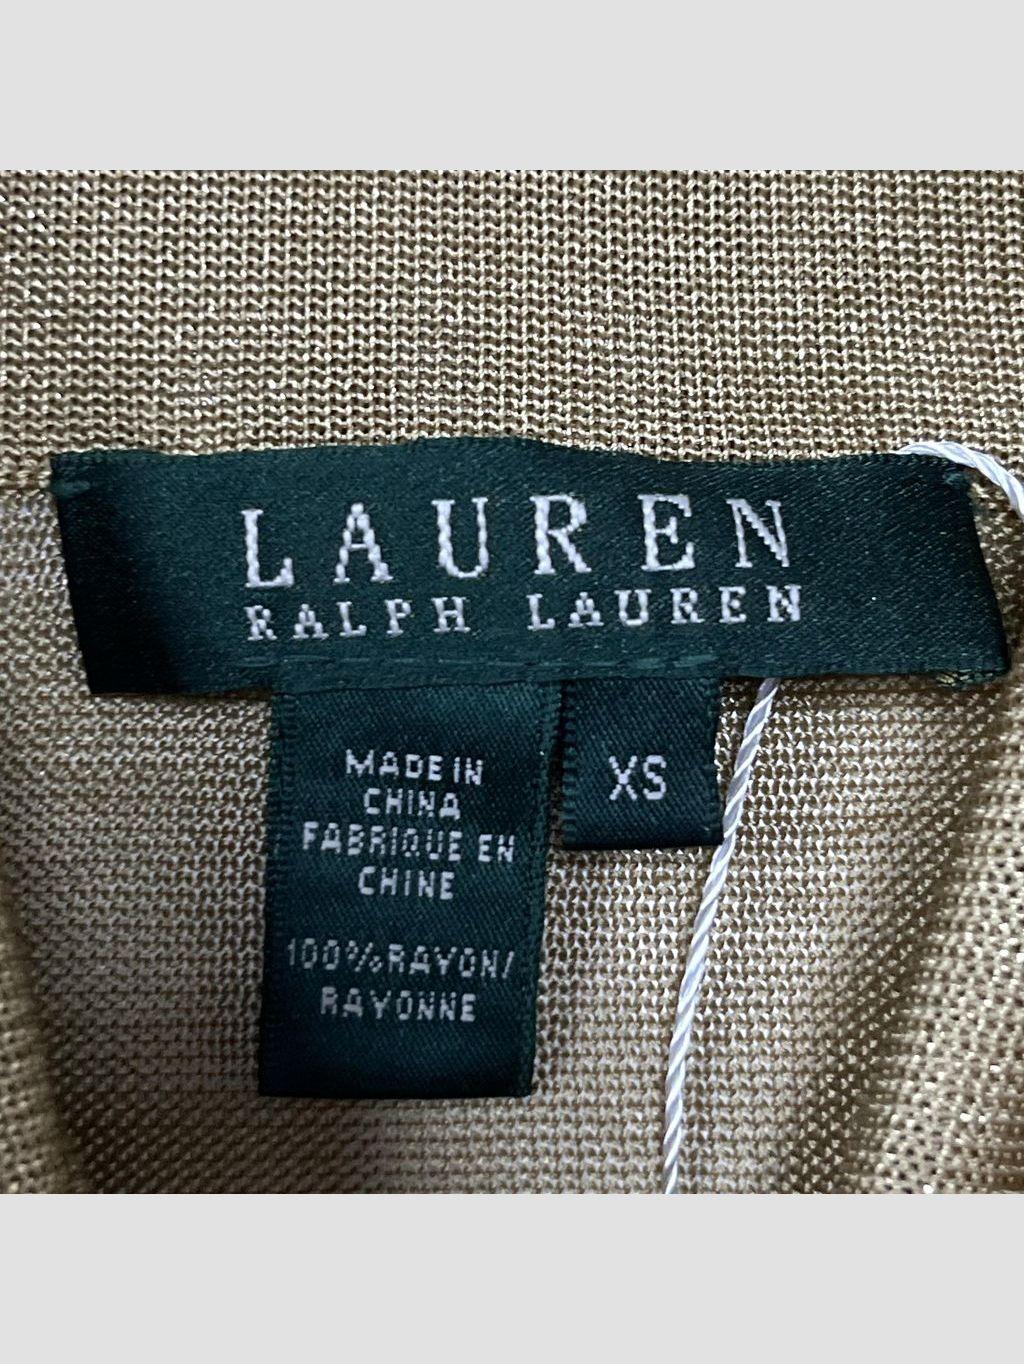 LAUREN
RALPH LAUREN
MADE IN
CHINA
FABRIQUE EN
CHINE
100%RAYON/
RAYONNE
XS